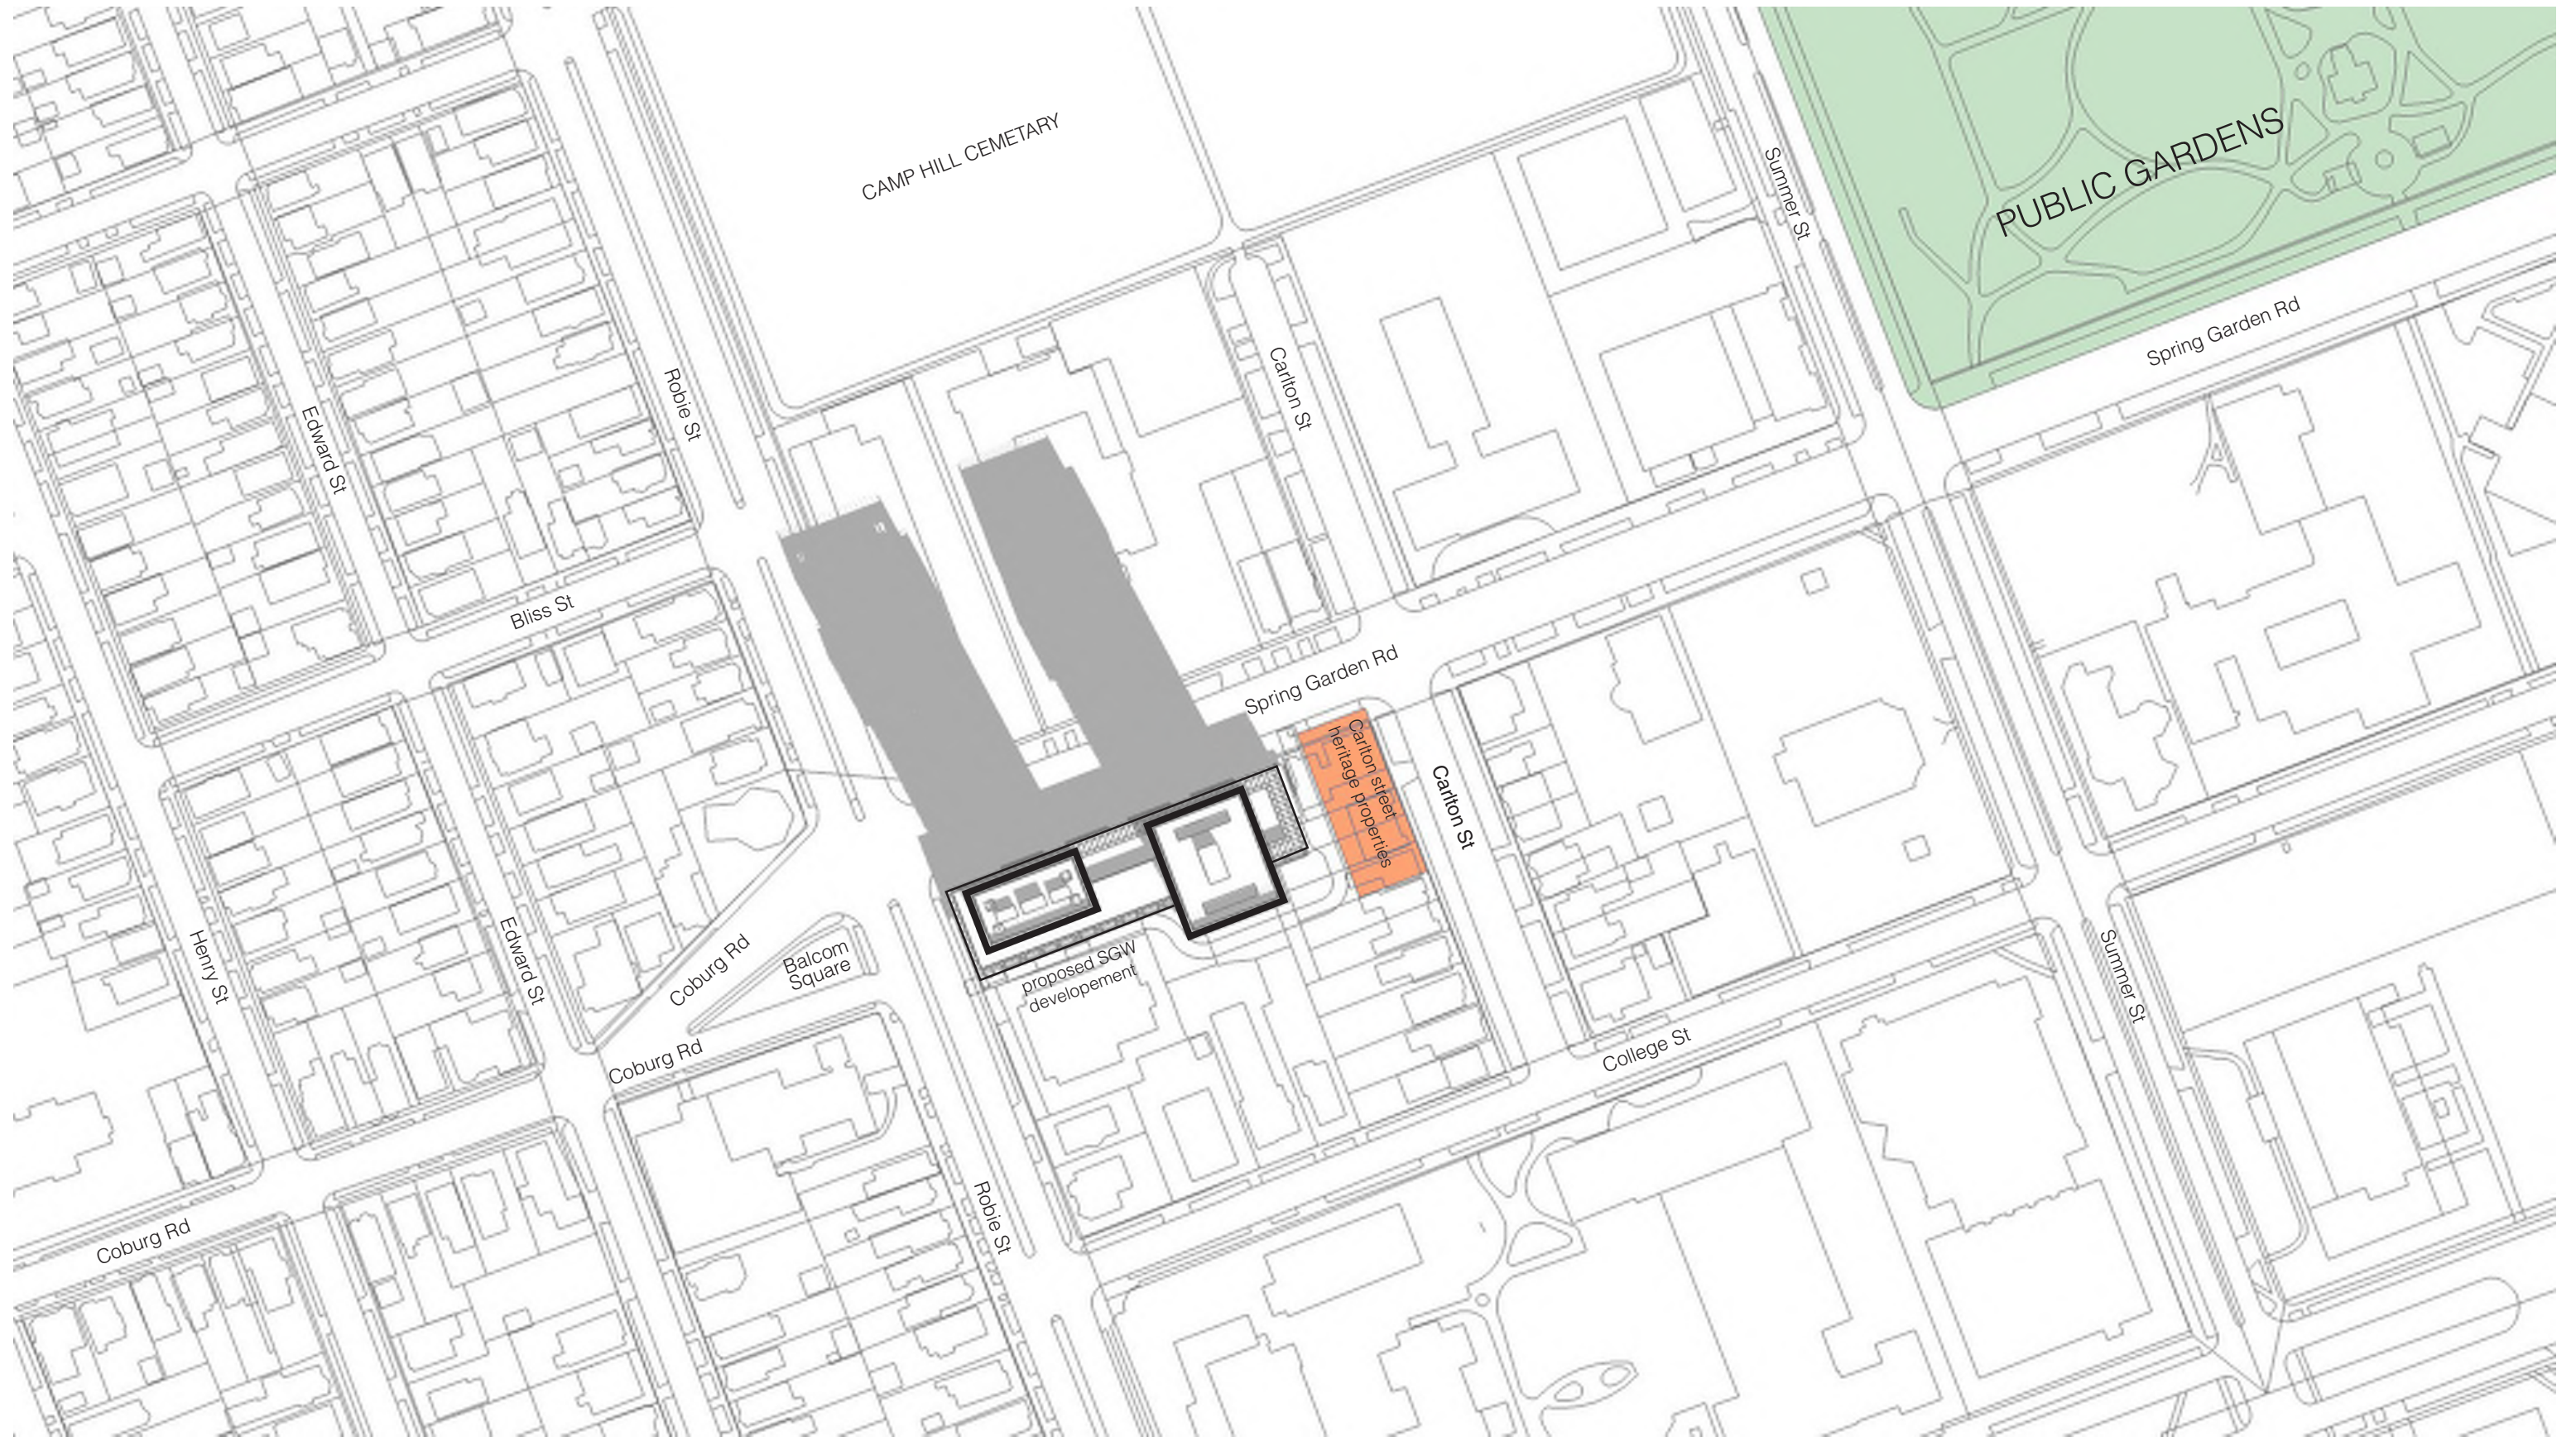 CAMP HILL CEMETARY
PUBLIC GARDENS
Summer St
Spring Garden Rd
Robie St
Carlton St
Edward St
Bliss St
Spring Garden Rd
Carlton street
heritage properties
Carlton St
Henry St
Edward St
Coburg Rd
Balcom
Square
proposed SGW
developement
Summer St
Coburg Rd
College St
Robie St
Coburg Rd